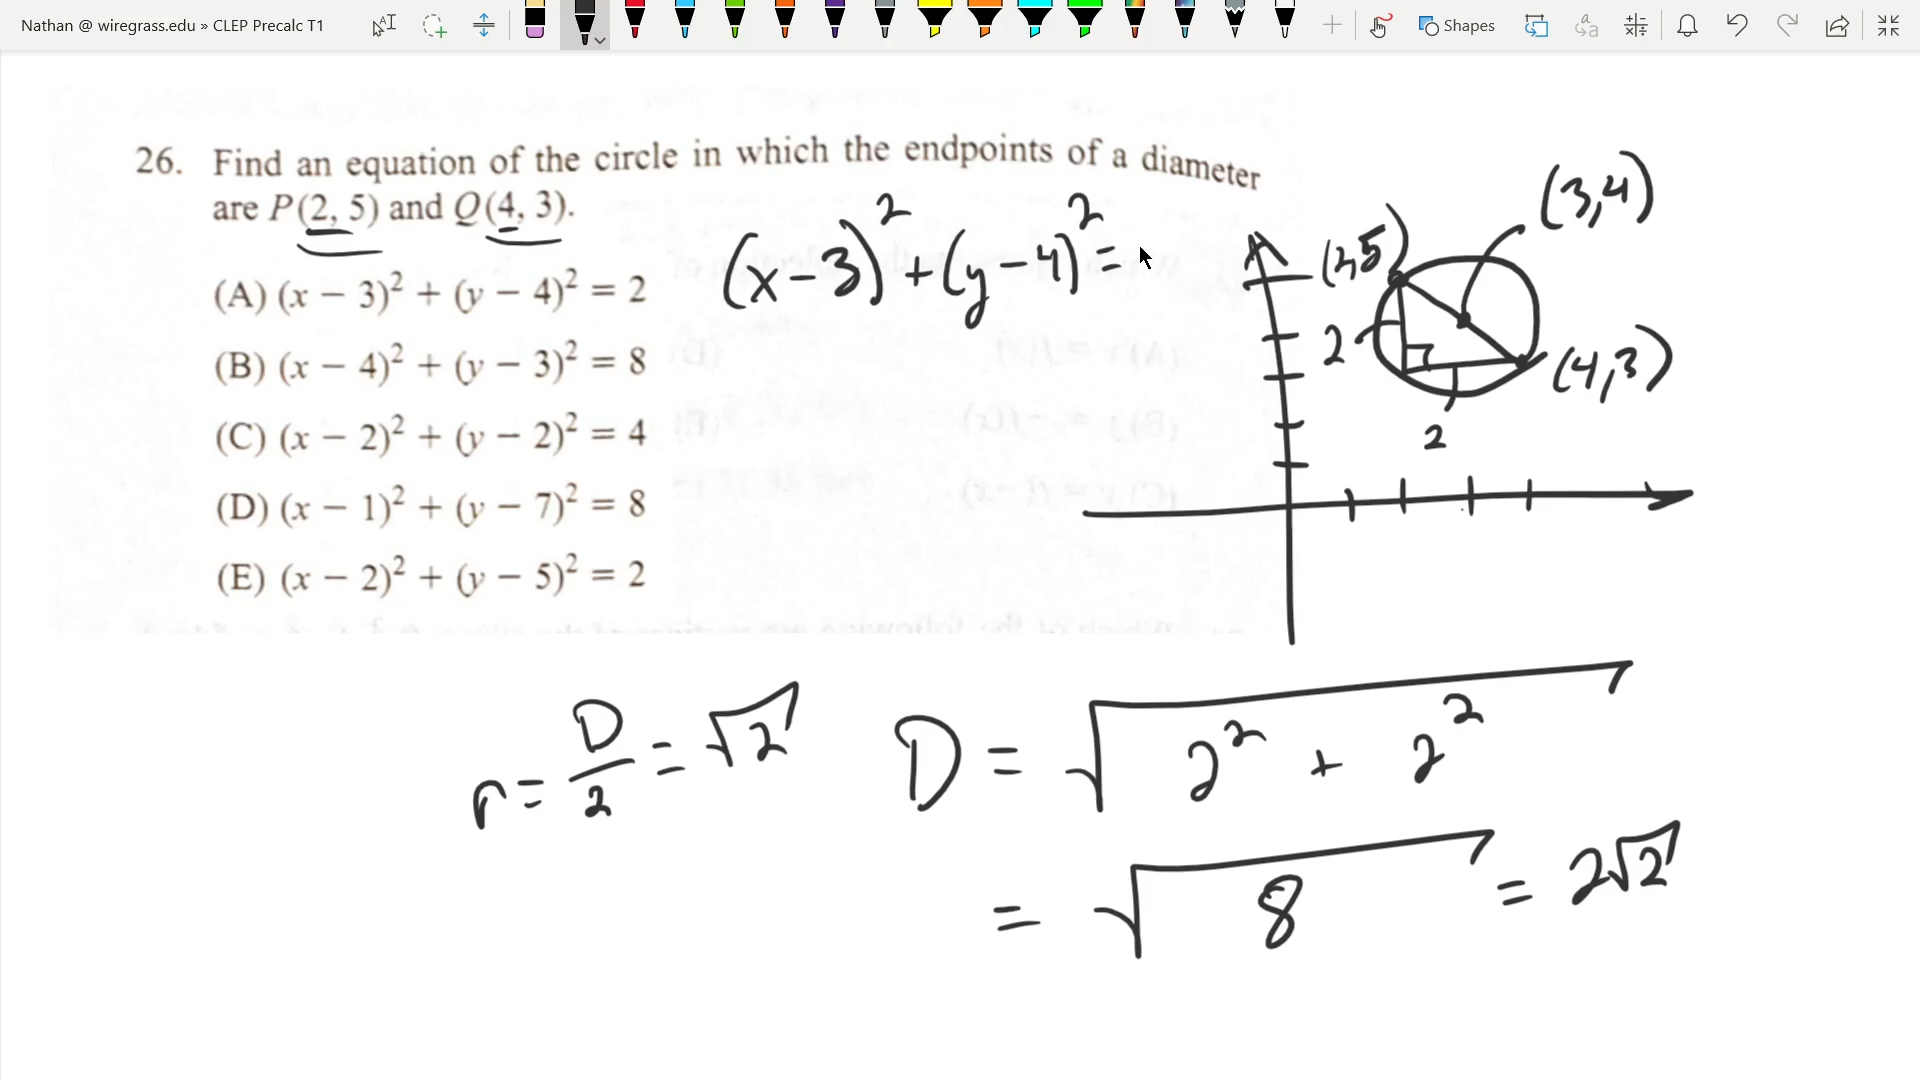 Nathan @ wiregrass.edu » CLEP Precalc T1
Shapes
26. Find an equation of the circle in which the endpoints of a diameter
are P(2, 5) and Q(4, 3).
(A) (x − 3)² + (y − 4)² = 2
(B) (x − 4)² + (y − 3)² = 8
(C) (x − 2)² + (y − 2)² = 4
(D) (x − 1)² + (y − 7)² = 8
(E) (x − 2)² + (y − 5)² = 2
(x−3)² + (y−4)² =
(3,4)
(2,5)
2
(4,3)
2
r = D/2 = √2
D = √(2² + 2²)
= √8 = 2√2